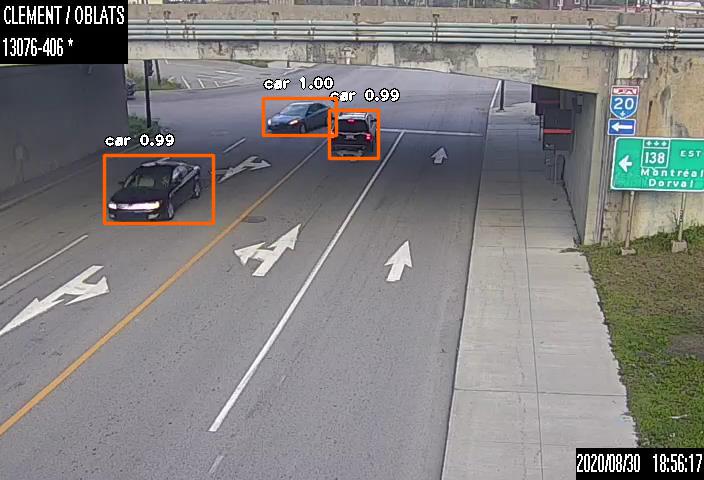 CLEMENT / OBLATS
13076-406 *
car 1.00
car 0.99
car 0.99
20
138 EST
Montréal
Dorval
2020/08/30 18:56:17